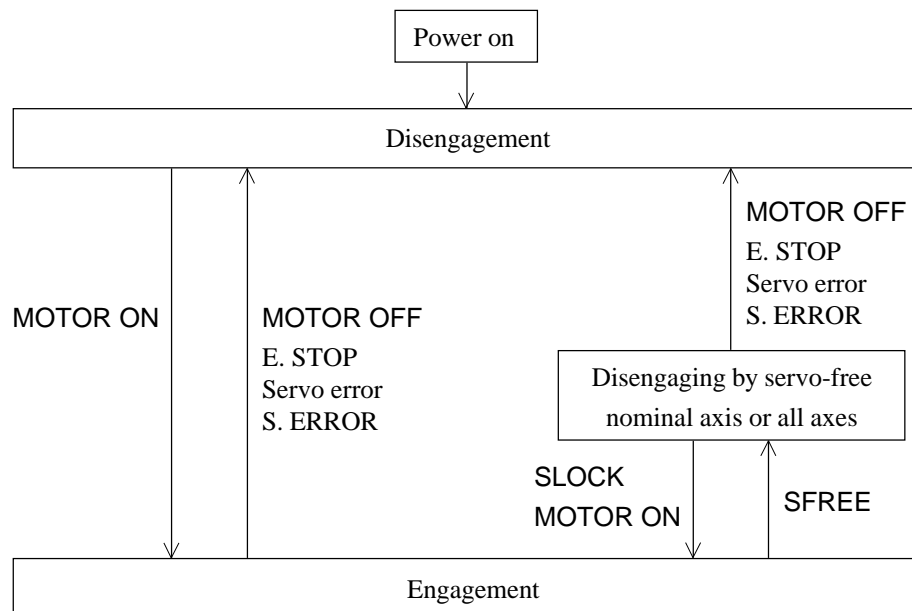 Power on
Disengagement
MOTOR ON
MOTOR OFF
E. STOP
Servo error
S. ERROR
MOTOR OFF
E. STOP
Servo error
S. ERROR
Disengaging by servo-free
nominal axis or all axes
SLOCK
MOTOR ON
SFREE
Engagement